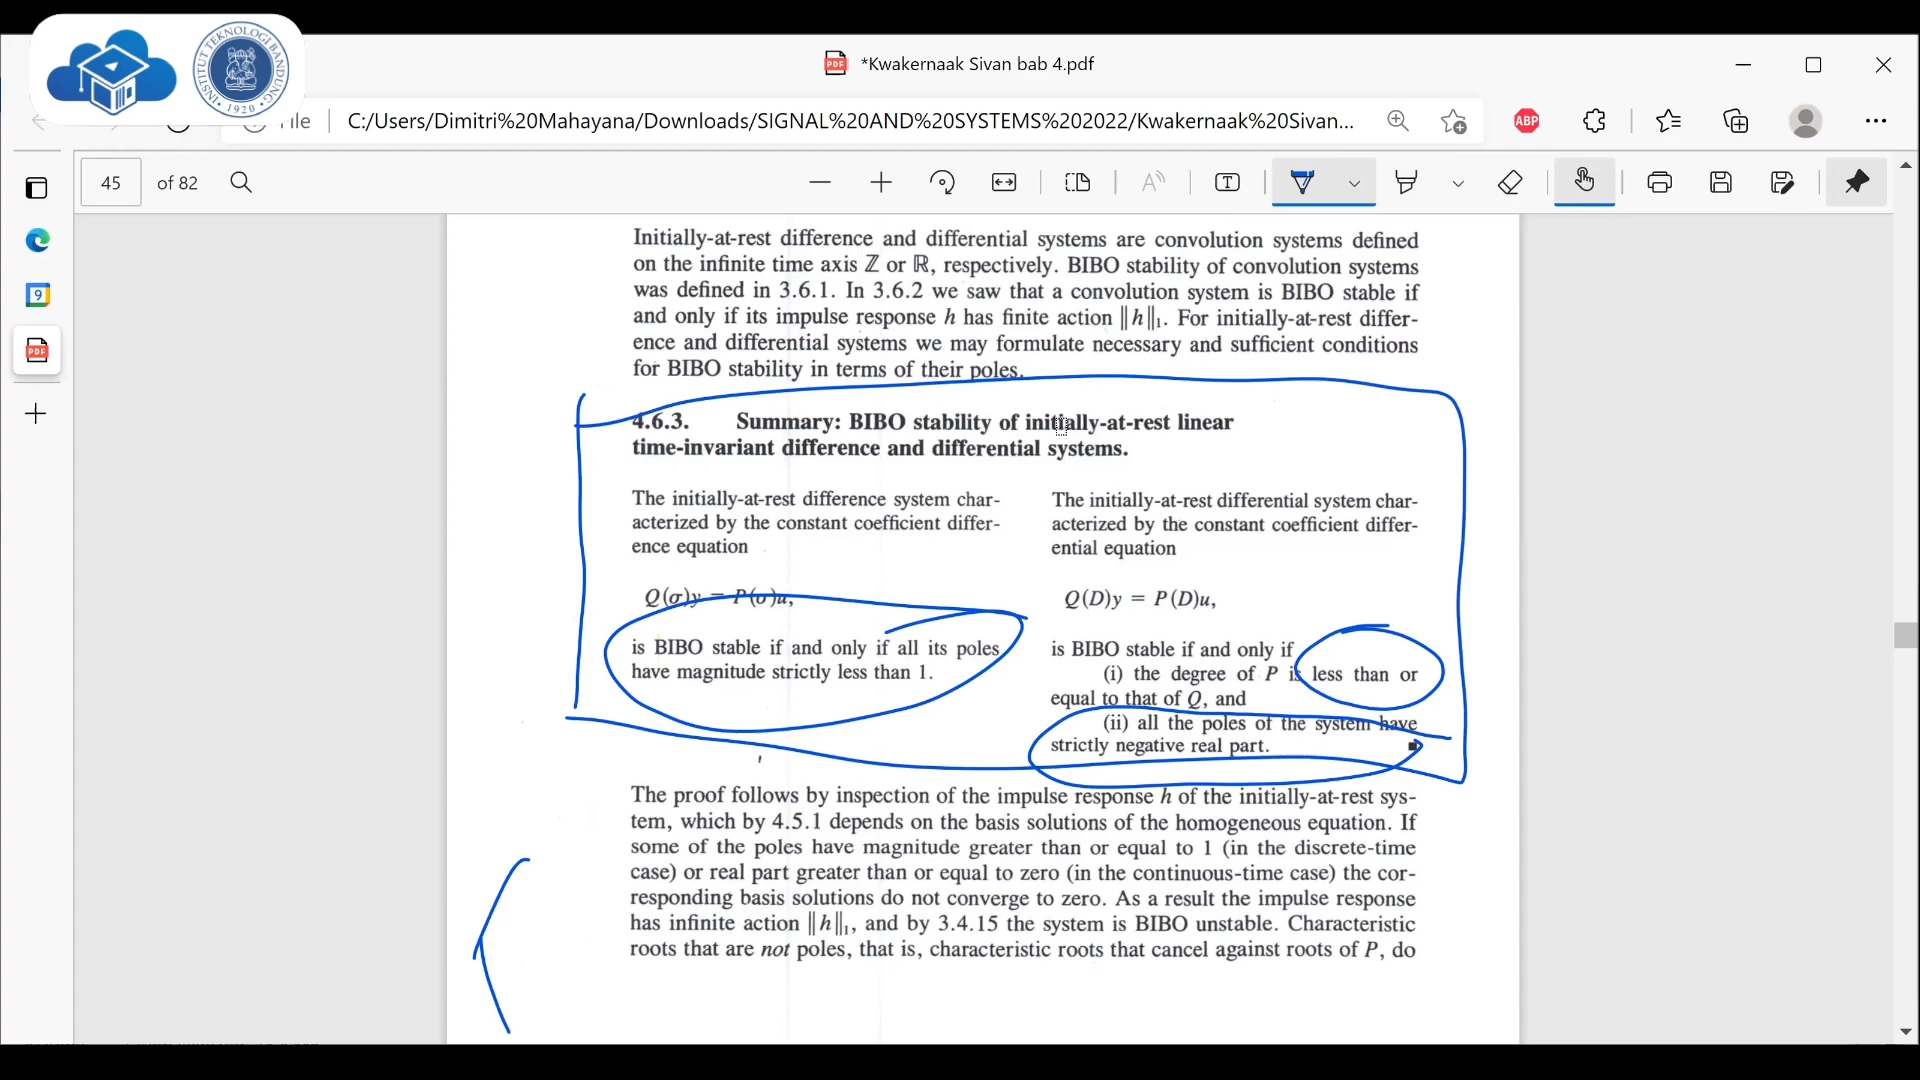 INSTITUT TEKNOLOGI BANDUNG
1920
PDF
*Kwakernaak Sivan bab 4.pdf
File
C:/Users/Dimitri%20Mahayana/Downloads/SIGNAL%20AND%20SYSTEMS%202022/Kwakernaak%20Sivan...
ABP
45 of 82
9
PDF
Initially-at-rest difference and differential systems are convolution systems defined
on the infinite time axis ℤ or ℝ, respectively. BIBO stability of convolution systems
was defined in 3.6.1. In 3.6.2 we saw that a convolution system is BIBO stable if
and only if its impulse response h has finite action ‖h‖₁. For initially-at-rest differ-
ence and differential systems we may formulate necessary and sufficient conditions
for BIBO stability in terms of their poles.
4.6.3. Summary: BIBO stability of initially-at-rest linear
time-invariant difference and differential systems.
The initially-at-rest difference system char-
acterized by the constant coefficient differ-
ence equation
Q(σ)y = P(σ)u,
is BIBO stable if and only if all its poles
have magnitude strictly less than 1.
The initially-at-rest differential system char-
acterized by the constant coefficient differ-
ential equation
Q(D)y = P(D)u,
is BIBO stable if and only if
(i) the degree of P is less than or
equal to that of Q, and
(ii) all the poles of the system have
strictly negative real part. ■
The proof follows by inspection of the impulse response h of the initially-at-rest sys-
tem, which by 4.5.1 depends on the basis solutions of the homogeneous equation. If
some of the poles have magnitude greater than or equal to 1 (in the discrete-time
case) or real part greater than or equal to zero (in the continuous-time case) the cor-
responding basis solutions do not converge to zero. As a result the impulse response
has infinite action ‖h‖₁, and by 3.4.15 the system is BIBO unstable. Characteristic
roots that are not poles, that is, characteristic roots that cancel against roots of P, do